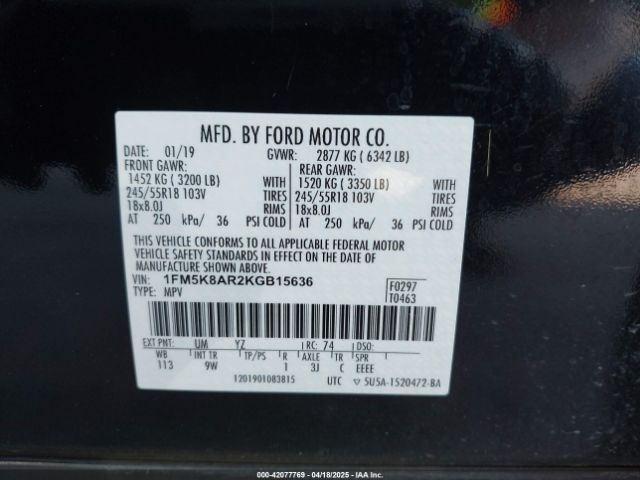 MFD. BY FORD MOTOR CO.
DATE: 01/19 GVWR: 2877 KG ( 6342 LB)
FRONT GAWR: REAR GAWR:
1452 KG ( 3200 LB) WITH 1520 KG ( 3350 LB) WITH
245/55R18 103V TIRES 245/55R18 103V TIRES
18x8.0J RIMS 18x8.0J RIMS
AT 250 kPa/ 36 PSI COLD AT 250 kPa/ 36 PSI COLD
THIS VEHICLE CONFORMS TO ALL APPLICABLE FEDERAL MOTOR
VEHICLE SAFETY AND THEFT PREVENTION STANDARDS IN EFFECT ON THE DATE OF
MANUFACTURE SHOWN ABOVE.
VIN: 1FM5K8AR2KGB15636 F0297
TYPE: MPV T0463
EXT PNT: UM YZ RC: 74 DSO:
WB INT TR TP/PS R AXLE TR SPR
113 9W 1 3J C EEEE
1201901083815 UTC ▽ 5U5A-1520472-BA
000-42077769 - 04/18/2025 - IAA Inc.